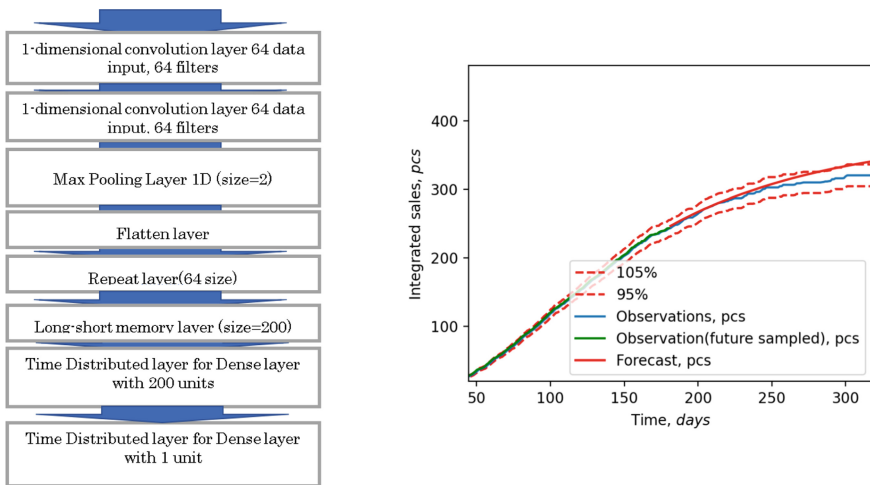 1-dimensional convolution layer 64 data
input, 64 filters
1-dimensional convolution layer 64 data
input, 64 filters
Max Pooling Layer 1D (size=2)
Flatten layer
Repeat layer(64 size)
Long-short memory layer (size=200)
Time Distributed layer for Dense layer
with 200 units
Time Distributed layer for Dense layer
with 1 unit
Integrated sales, pcs
400
300
200
100
105%
95%
Observations, pcs
Observation(future sampled), pcs
Forecast, pcs
50 100 150 200 250 300
Time, days